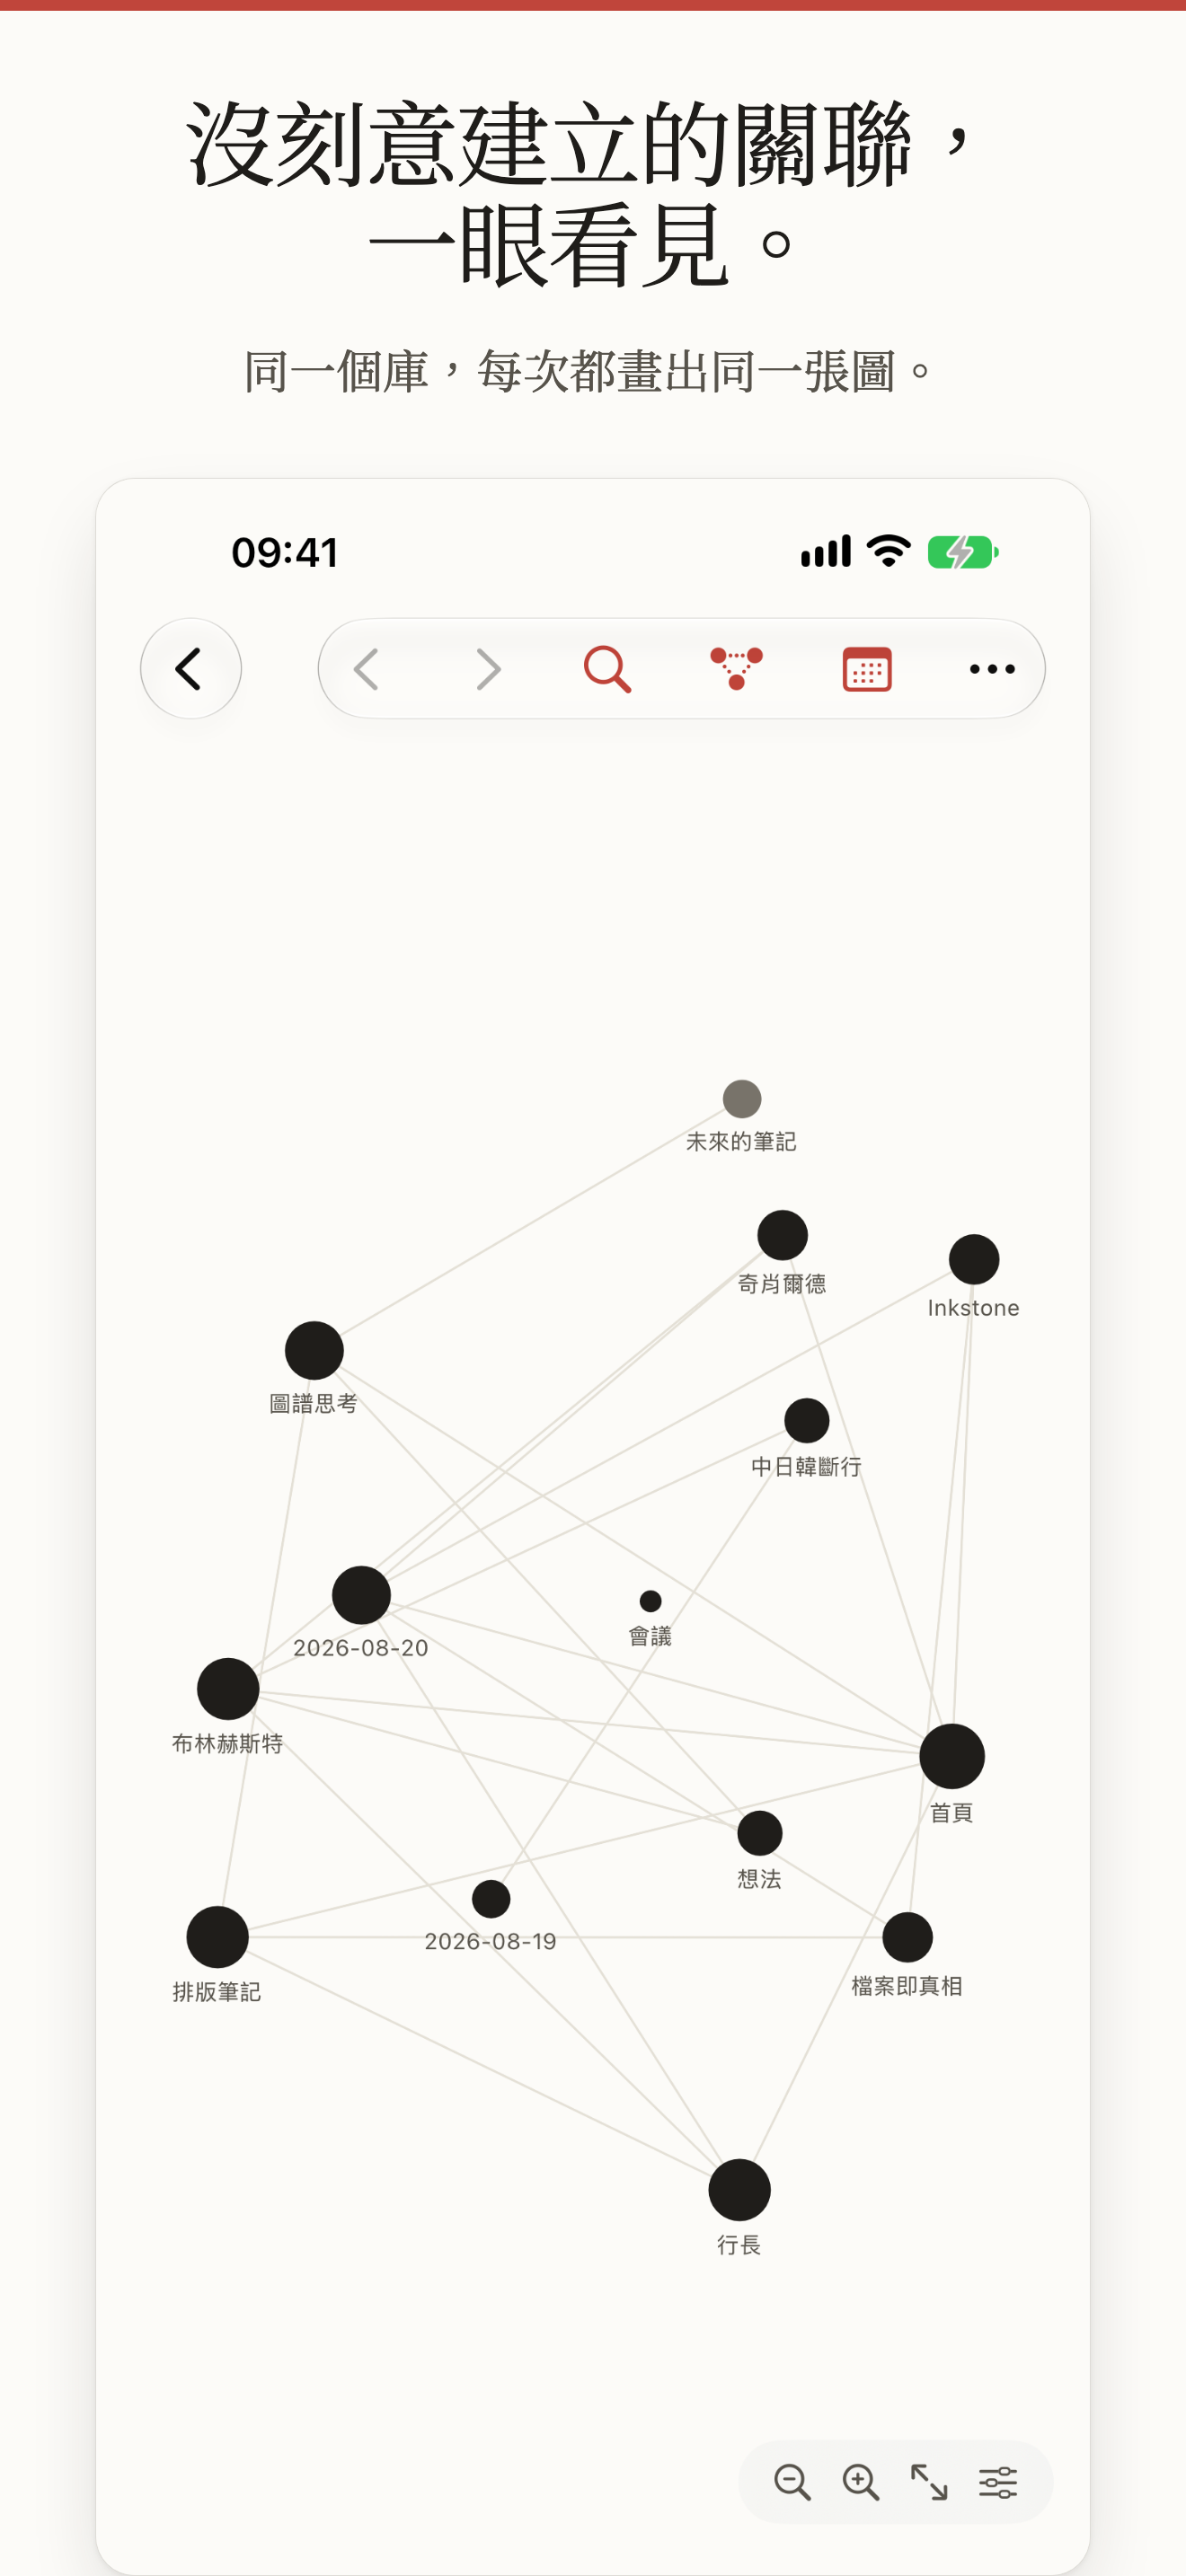 沒刻意建立的關聯，
一眼看見。
同一個庫，每次都畫出同一張圖。
09:41
未來的筆記
奇肖爾德
Inkstone
圖譜思考
中日韓斷行
2026-08-20
會議
布林赫斯特
首頁
想法
2026-08-19
排版筆記
檔案即真相
行長